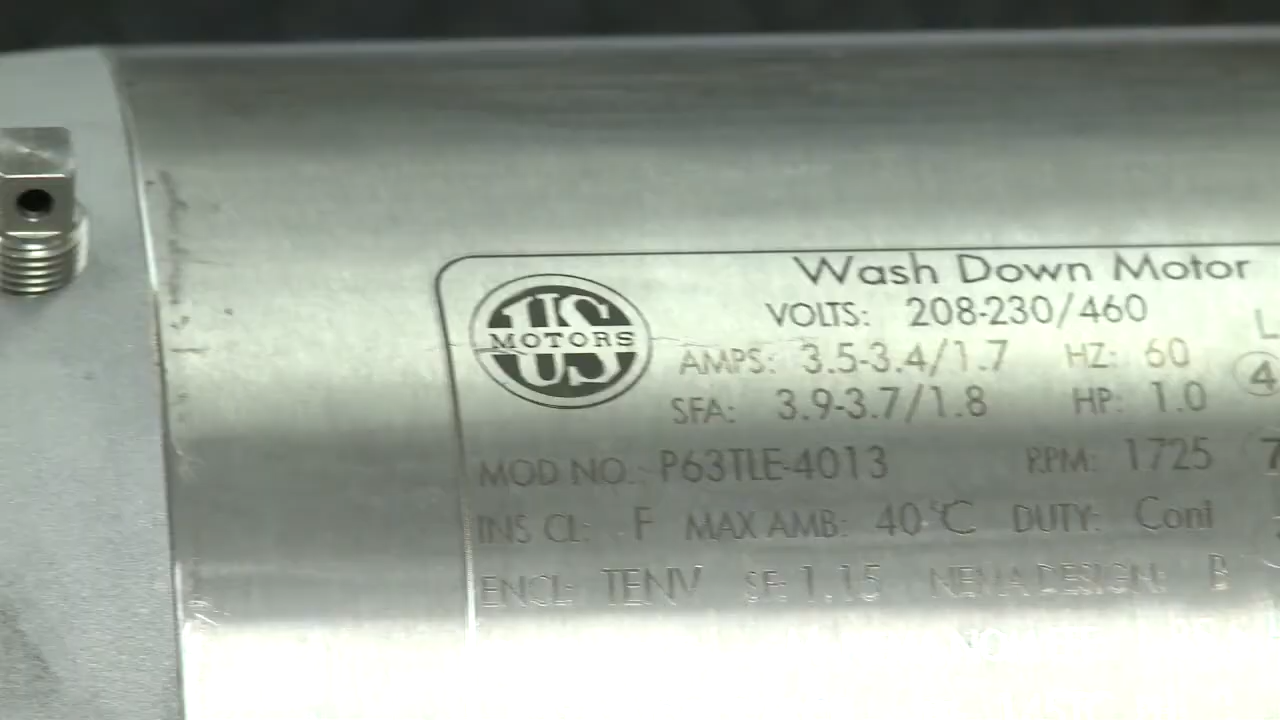 US
MOTORS
Wash Down Motor
VOLTS: 208-230/460
AMPS: 3.5-3.4/1.7 HZ: 60
SFA: 3.9-3.7/1.8 HP: 1.0
MOD NO.: P63TLE-4013 RPM: 1725 7
INS CL: F MAX AMB: 40°C DUTY: Cont
ENCL: TENV SF: 1.15 NEMA DESIGN: B
L
4